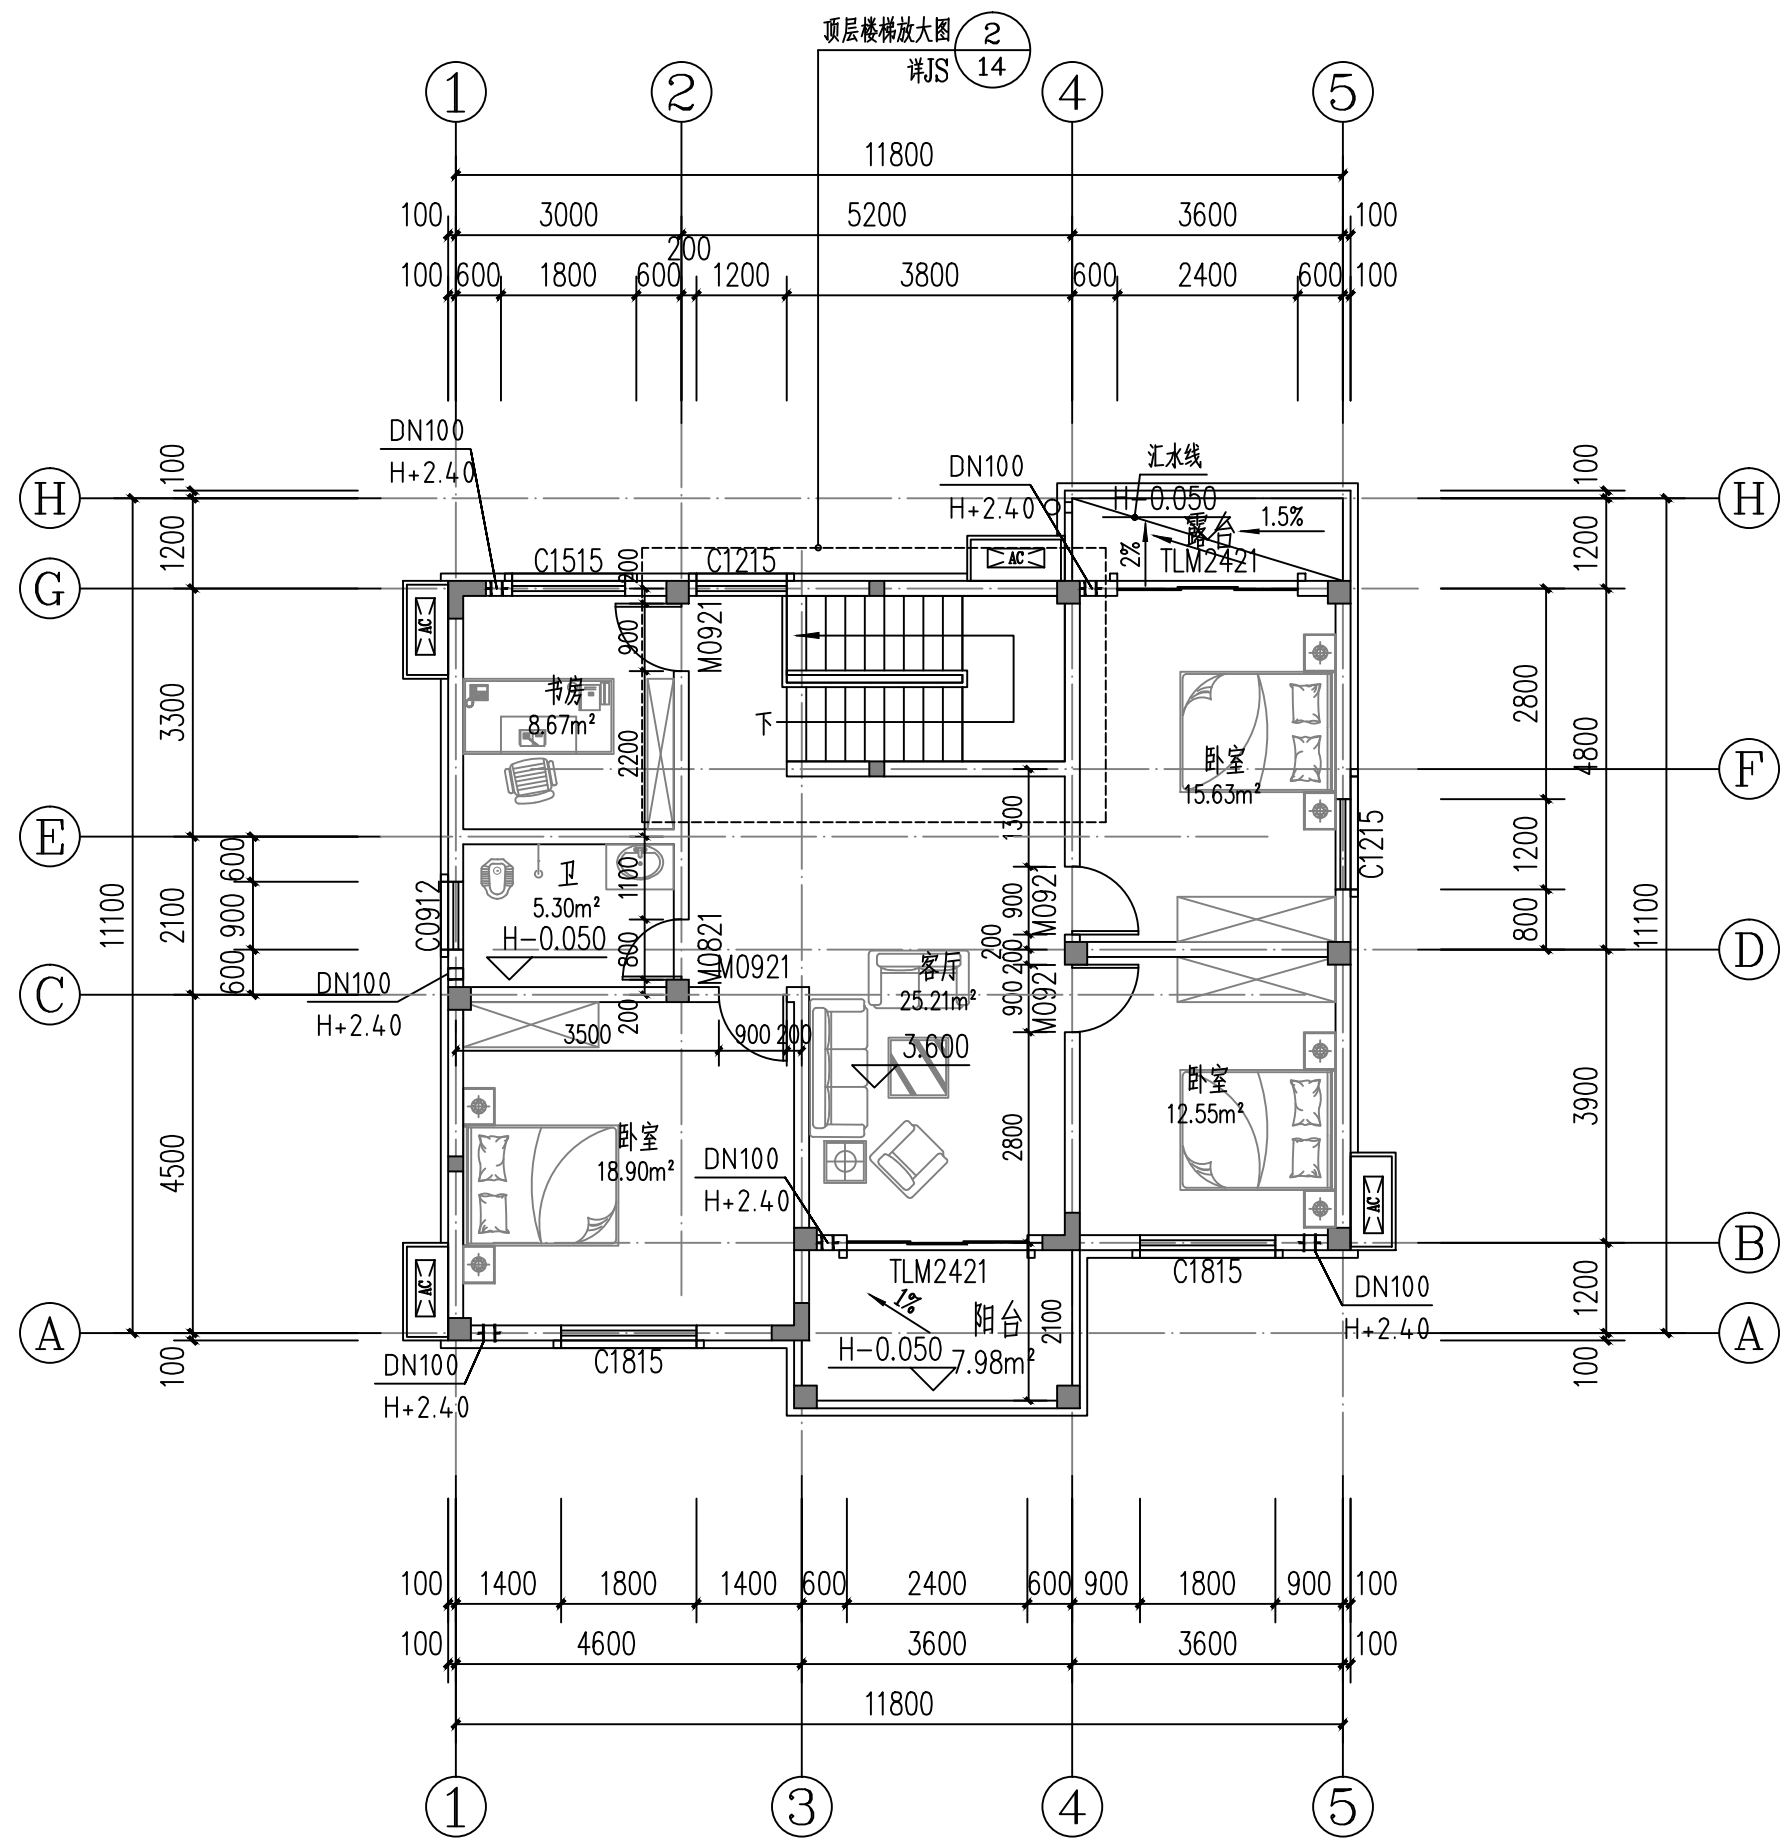 顶层楼梯放大图 2
详JS 14
1 2 4 5
11800
100 3000 5200 3600 100
200
100 600 1800 600 1200 3800 600 2400 600 100
DN100
H+2.40
DN100
H+2.40
汇水线
H-0.050
露台
1.5%
2%
TLM2421
H
G
E
C
A
100
1200
3300
2100
4500
100
11100
600
900
600
H
F
D
B
A
100
1200
4800
3900
1200
100
11100
2800
1200
800
C1515
200
C1215
AC
AC
900
M0921
书房
8.67m²
2200
下
卧室
15.63m²
1300
C1215
C0912
卫
5.30m²
H-0.050
1100
800
M0821
200
M0921
DN100
H+2.40
900
M0921
200
200
900
M0921
客厅
25.21m²
3.600
3500 900 200
卧室
12.55m²
2800
卧室
18.90m²
DN100
H+2.40
AC
AC
TLM2421
C1815
DN100
H+2.40
1%
阳台
2100
H-0.050
7.98m²
C1815
DN100
H+2.40
100 1400 1800 1400 600 2400 600 900 1800 900 100
100 4600 3600 3600 100
11800
1 3 4 5